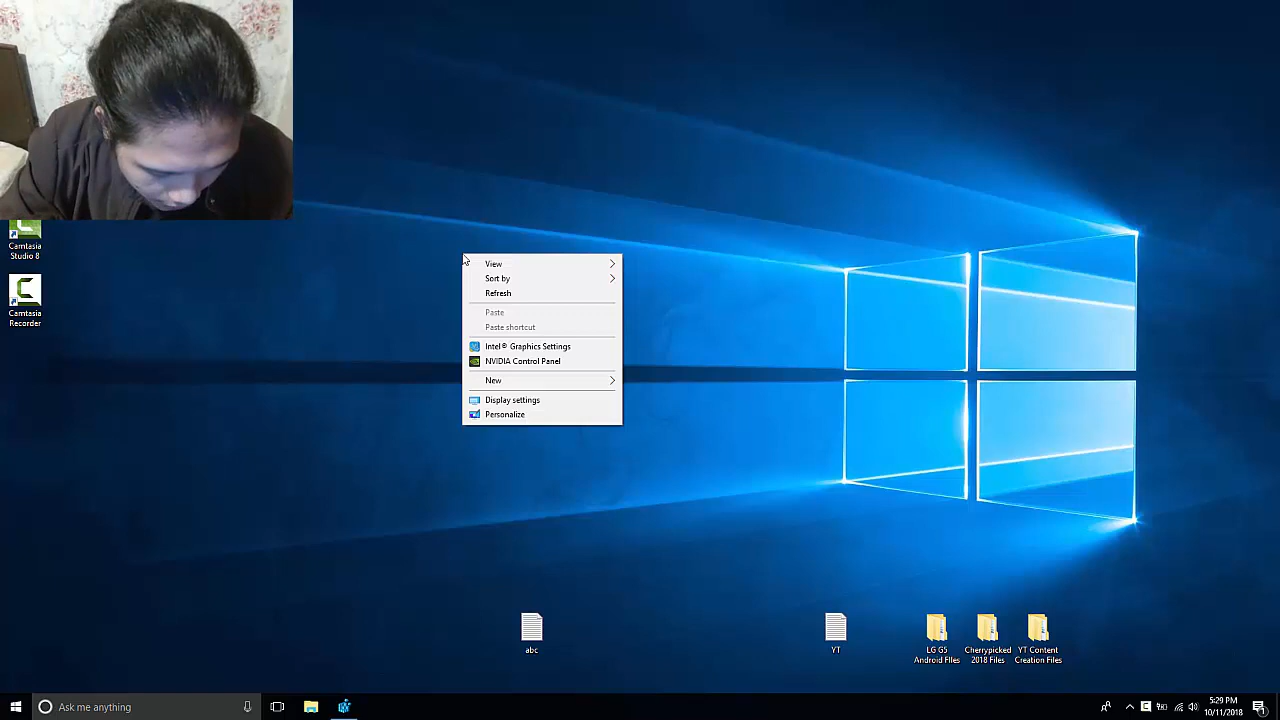 Camtasia
Studio 8
Camtasia
Recorder
View
Sort by
Refresh
Paste
Paste shortcut
Intel® Graphics Settings
NVIDIA Control Panel
New
Display settings
Personalize
abc
YT
LG G5
Android FIles
Cherrypicked
2018 Files
YT Content
Creation Files
Ask me anything
5:29 PM
10/11/2018